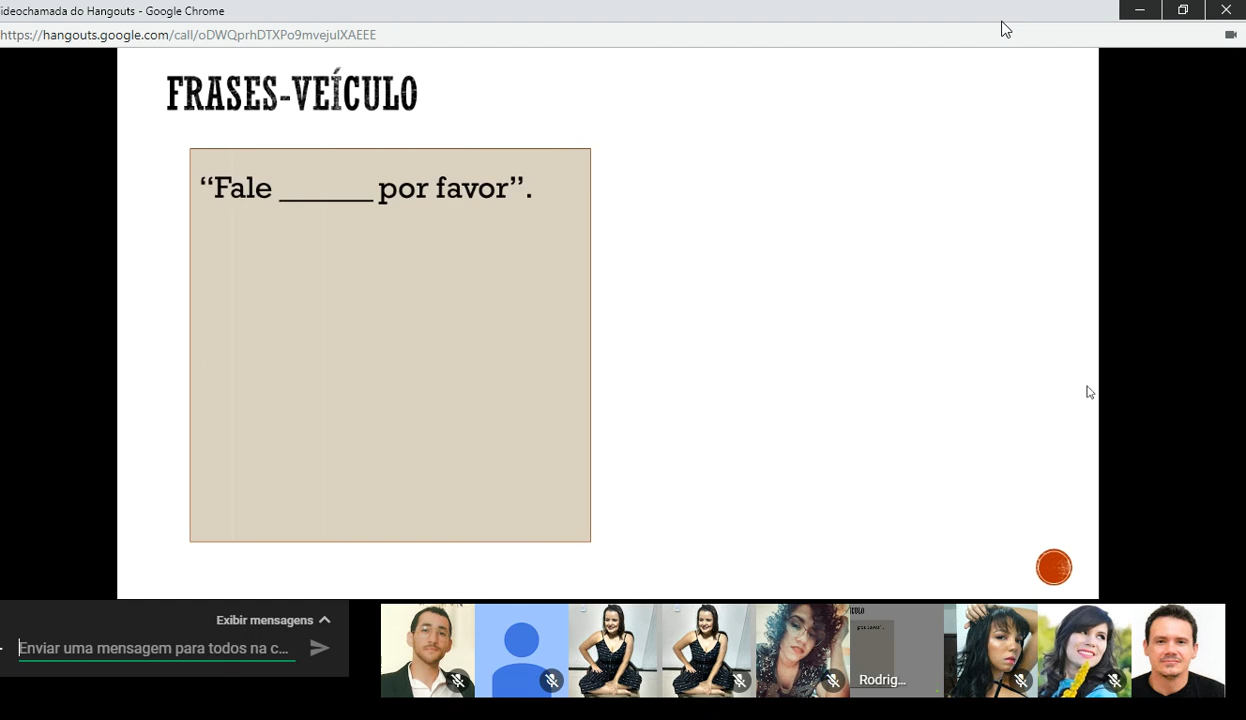 ideochamada do Hangouts - Google Chrome
https://hangouts.google.com/call/oDWQprhDTXPo9mvejuIXAEEE
FRASES-VEÍCULO
“Fale ______ por favor”.
Exibir mensagens
Enviar uma mensagem para todos na c...
Rodrig...